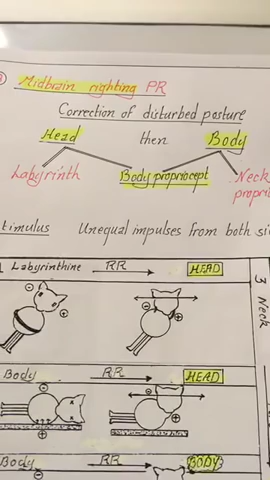 Midbrain righting PR
Correction of disturbed posture
Head then Body
Labyrinth Body propriocept Neck
propri
timulus Unequal impulses from both si
Labyrinthine RR HEAD
3 Neck
Body RR HEAD
Body RR BODY